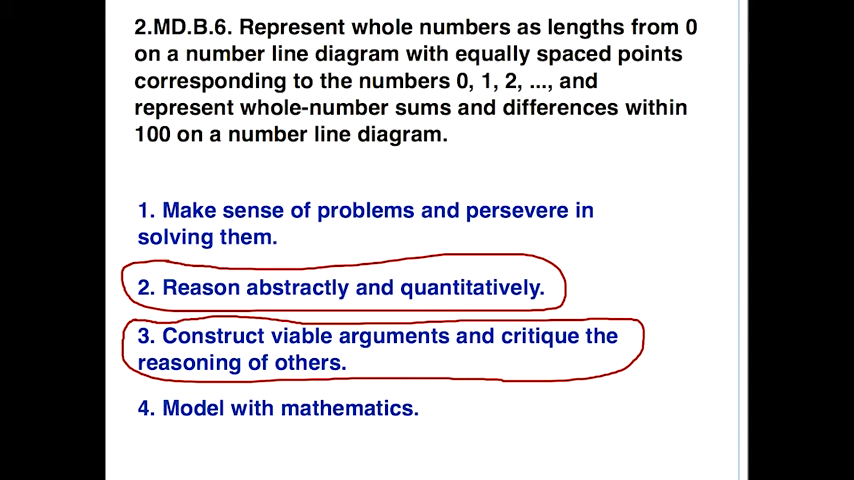 2.MD.B.6. Represent whole numbers as lengths from 0
on a number line diagram with equally spaced points
corresponding to the numbers 0, 1, 2, ..., and
represent whole-number sums and differences within
100 on a number line diagram.
1. Make sense of problems and persevere in
solving them.
2. Reason abstractly and quantitatively.
3. Construct viable arguments and critique the
reasoning of others.
4. Model with mathematics.